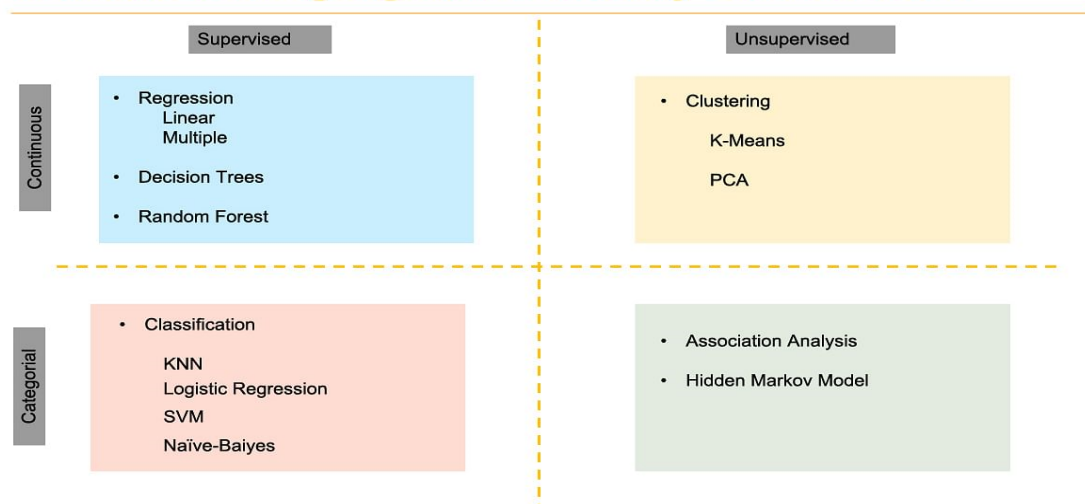 Supervised
Unsupervised
Continuous
• Regression
Linear
Multiple
• Decision Trees
• Random Forest
• Clustering
K-Means
PCA
Categorial
• Classification
KNN
Logistic Regression
SVM
Naïve-Baiyes
• Association Analysis
• Hidden Markov Model